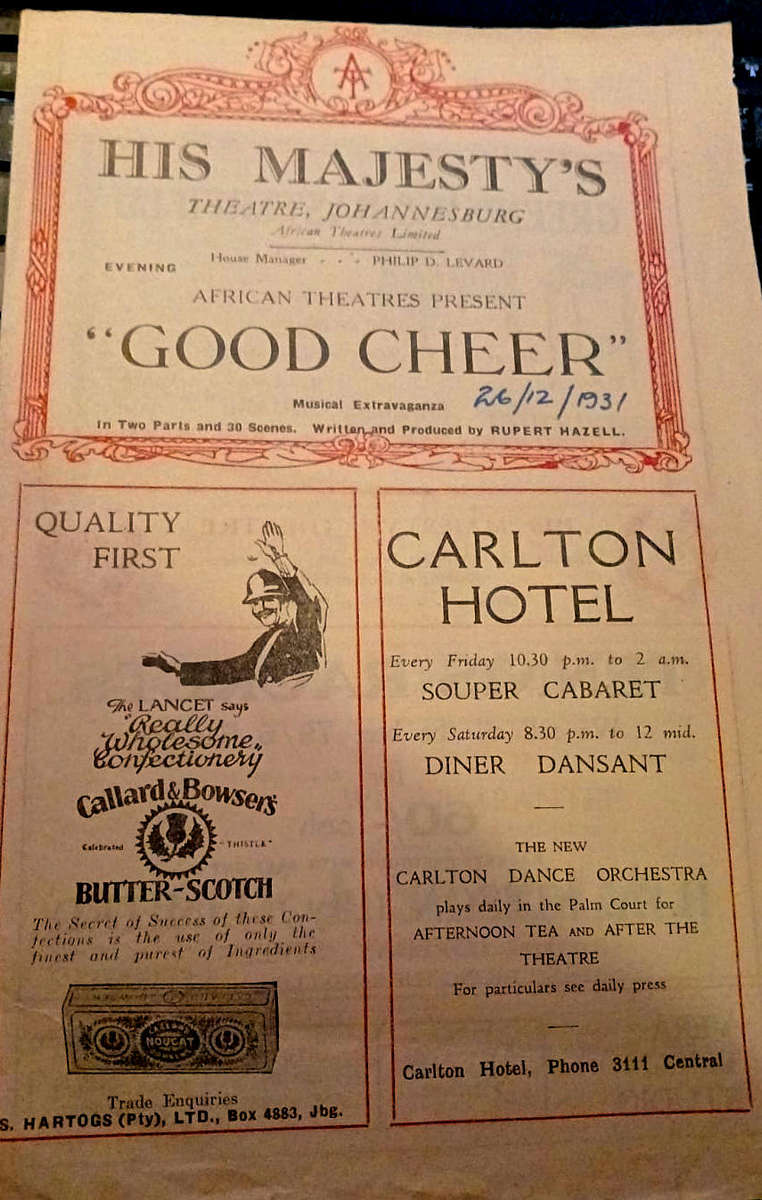 AT
HIS MAJESTY'S
THEATRE, JOHANNESBURG
African Theatres Limited
House Manager - - - PHILIP D. LEVARD
EVENING
AFRICAN THEATRES PRESENT
"GOOD CHEER"
Musical Extravaganza
26/12/1931
In Two Parts and 30 Scenes. Written and Produced by RUPERT HAZELL.
QUALITY
FIRST
The LANCET says
"Really
Wholesome
Confectionery"
Callard & Bowser's
Celebrated "THISTLE"
BUTTER-SCOTCH
The Secret of Success of these Con-
fections is the use of only the
finest and purest of Ingredients
NOUGAT
Trade Enquiries
S. HARTOGS (Pty), LTD., Box 4883, Jbg.
CARLTON
HOTEL
Every Friday 10.30 p.m. to 2 a.m.
SOUPER CABARET
Every Saturday 8.30 p.m. to 12 mid.
DINER DANSANT
THE NEW
CARLTON DANCE ORCHESTRA
plays daily in the Palm Court for
AFTERNOON TEA AND AFTER THE
THEATRE
For particulars see daily press
Carlton Hotel, Phone 3111 Central